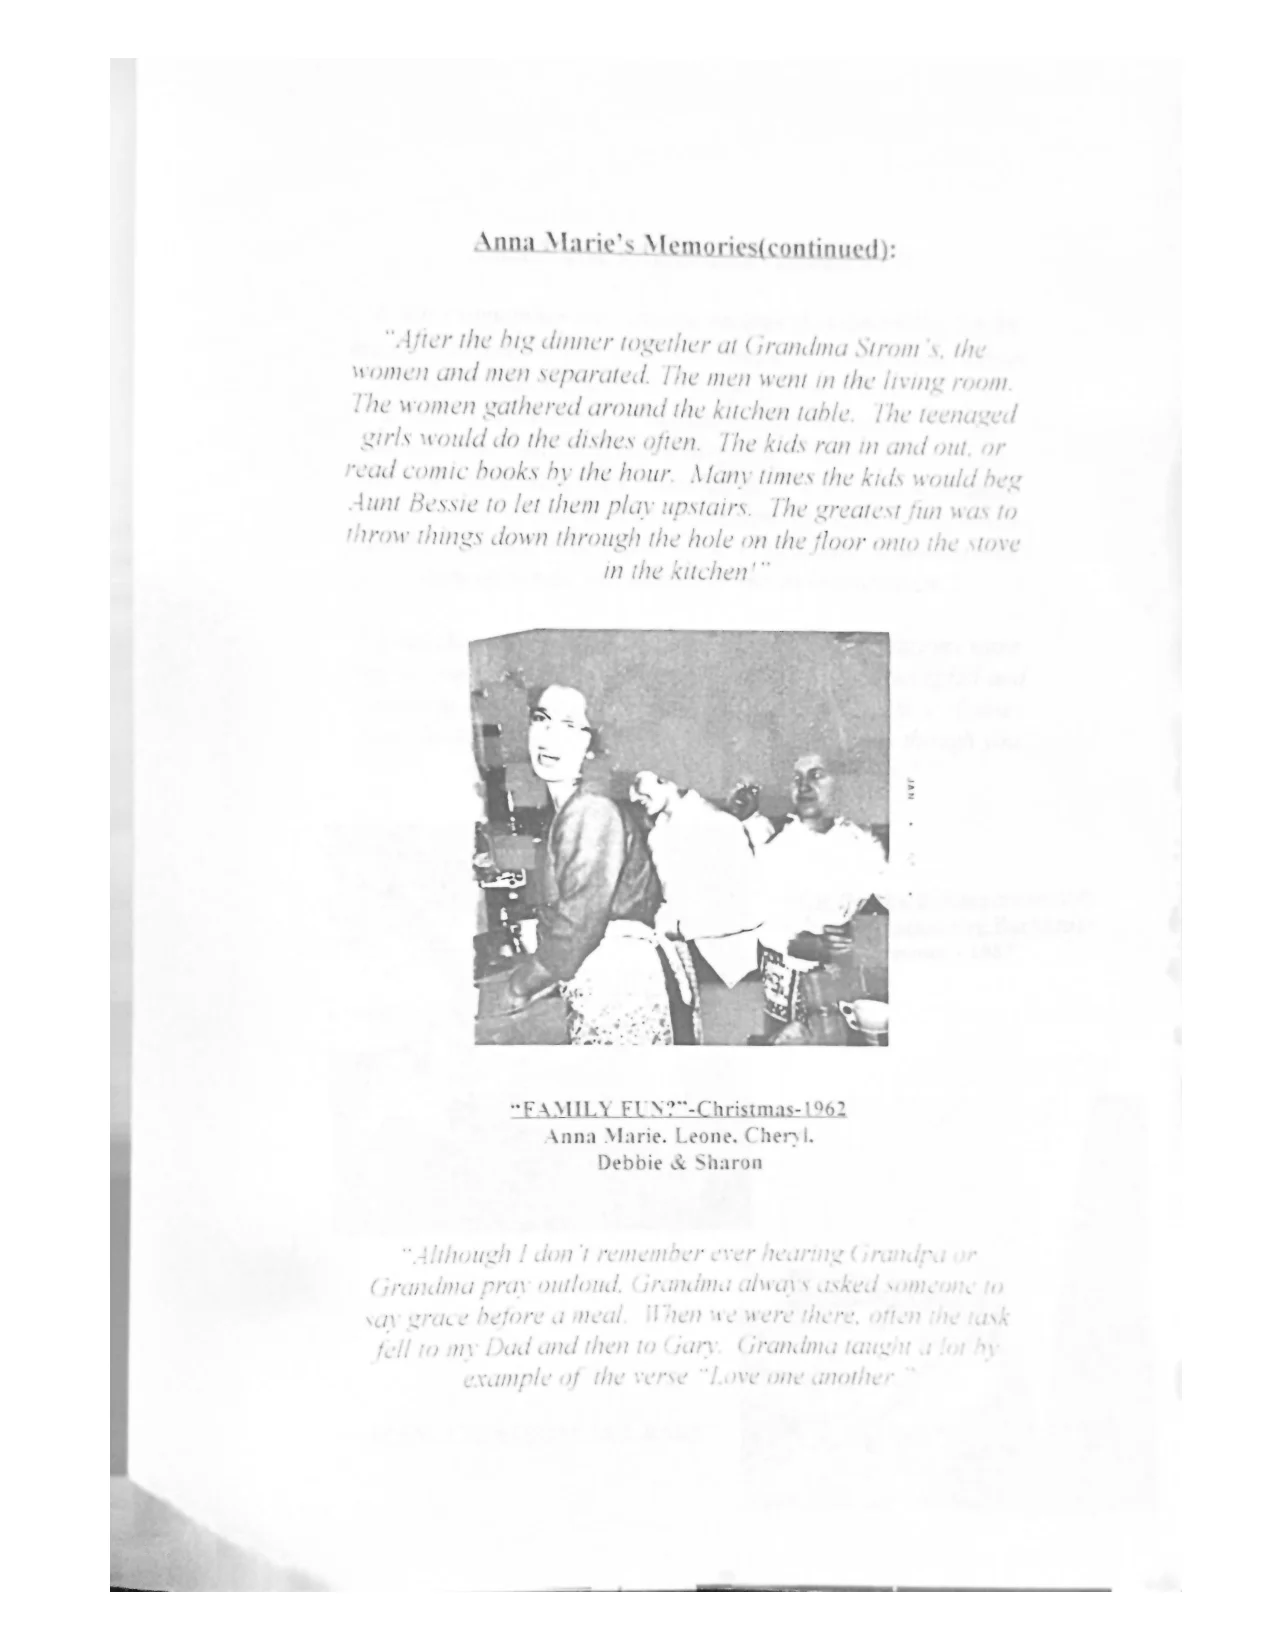 Anna Marie's Memories(continued):
"After the big dinner together at Grandma Strom's, the
women and men separated. The men went in the living room.
The women gathered around the kitchen table. The teenaged
girls would do the dishes often. The kids ran in and out, or
read comic books by the hour. Many times the kids would beg
Aunt Bessie to let them play upstairs. The greatest fun was to
throw things down through the hole on the floor onto the stove
in the kitchen!"
JAN
"FAMILY FUN?"-Christmas-1962
Anna Marie, Leone, Cheryl,
Debbie & Sharon
"Although I don't remember ever hearing Grandpa or
Grandma pray outloud, Grandma always asked someone to
say grace before a meal. When we were there, often the task
fell to my Dad and then to Gary. Grandma taught a lot by
example of the verse "Love one another."